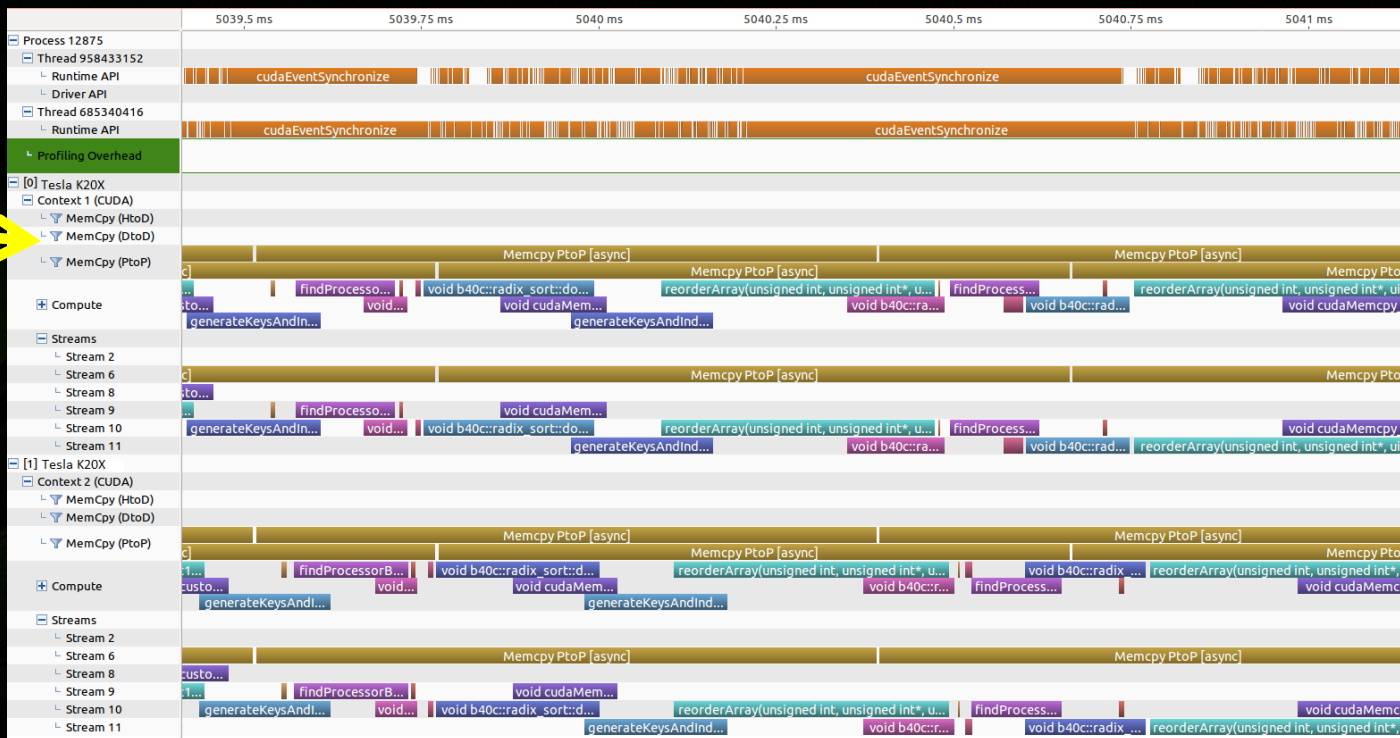 5039.5 ms 5039.75 ms 5040 ms 5040.25 ms 5040.5 ms 5040.75 ms 5041 ms
Process 12875
Thread 958433152
Runtime API cudaEventSynchronize cudaEventSynchronize
Driver API
Thread 685340416
Runtime API cudaEventSynchronize cudaEventSynchronize
Profiling Overhead
[0] Tesla K20X
Context 1 (CUDA)
MemCpy (HtoD)
MemCpy (DtoD)
Memcpy PtoP [async] Memcpy PtoP [async]
MemCpy (PtoP)
c] Memcpy PtoP [async] Memcpy Pto
... findProcesso... void b40c::radix_sort::do... reorderArray(unsigned int, unsigned int*, u... findProcess... reorderArray(unsigned int, unsigned int*, ui
Compute sto... void... void cudaMem... void b40c::ra... void b40c::rad... void cudaMemcpy
generateKeysAndIn... generateKeysAndInd...
Streams
Stream 2
Stream 6 c] Memcpy PtoP [async] Memcpy Pto
Stream 8 sto...
Stream 9 ... findProcesso... void cudaMem...
Stream 10 generateKeysAndIn... void... void b40c::radix_sort::do... reorderArray(unsigned int, unsigned int*, u... findProcess... void cudaMemcpy
Stream 11 generateKeysAndInd... void b40c::ra... void b40c::rad... reorderArray(unsigned int, unsigned int*, ui
[1] Tesla K20X
Context 2 (CUDA)
MemCpy (HtoD)
MemCpy (DtoD)
Memcpy PtoP [async] Memcpy PtoP [async]
MemCpy (PtoP)
c] Memcpy PtoP [async] Memcpy Pto
:1... findProcessorB... void b40c::radix_sort::d... reorderArray(unsigned int, unsigned int*, u... void b40c::radix_... reorderArray(unsigned int, unsigned int*,
Compute custo... void... void cudaMem... void b40c::r... findProcess... void cudaMemc
generateKeysAndI... generateKeysAndInd...
Streams
Stream 2
Stream 6 Memcpy PtoP [async] Memcpy PtoP [async]
Stream 8 custo...
Stream 9 :1... findProcessorB... void cudaMem...
Stream 10 generateKeysAndI... void... void b40c::radix_sort::d... reorderArray(unsigned int, unsigned int*, u... findProcess... void cudaMemc
Stream 11 generateKeysAndInd... void b40c::r... void b40c::radix_... reorderArray(unsigned int, unsigned int*